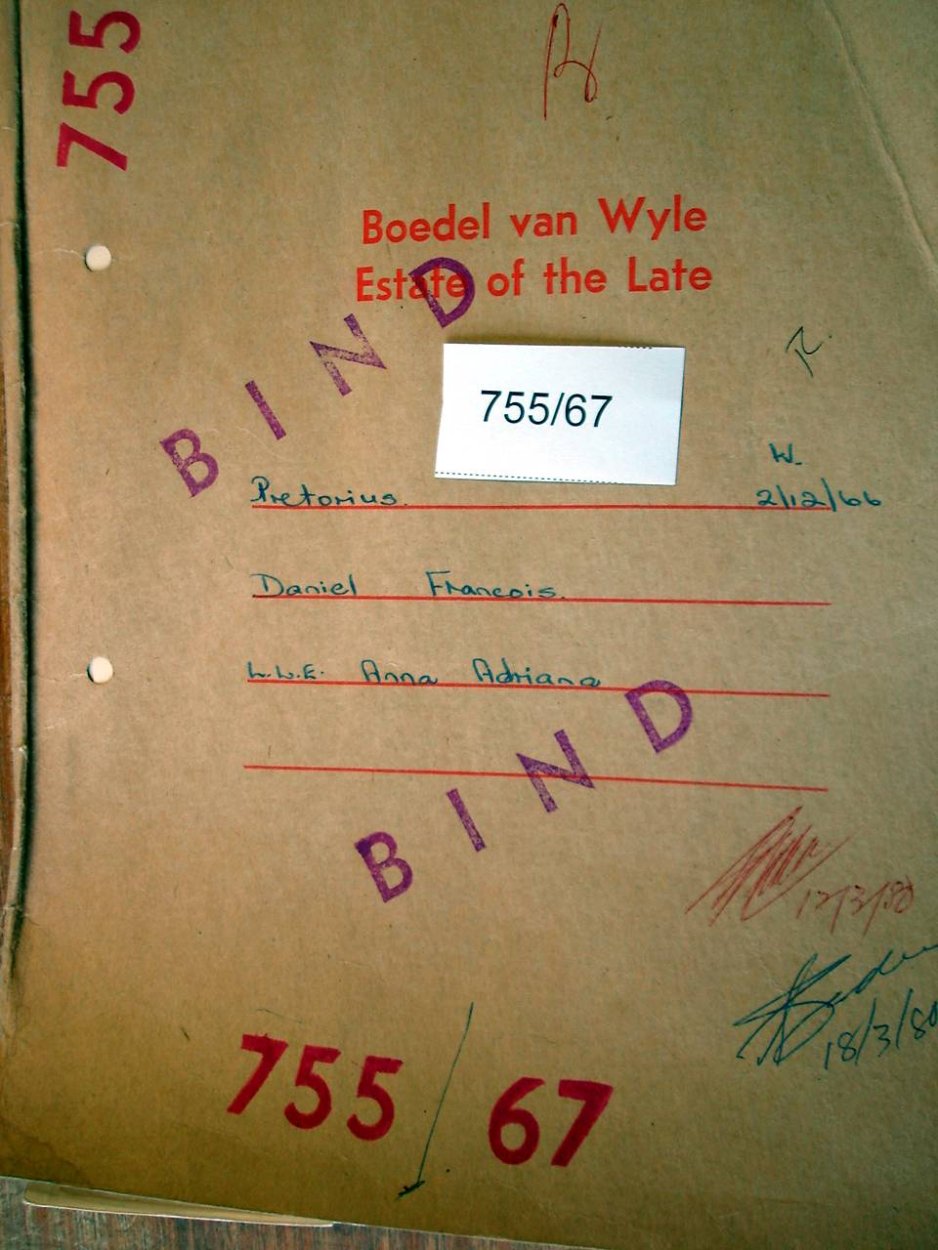 755
Boedel van Wyle
Estate of the Late
BIND
755/67
W.
Pretorius. 2/12/66
Daniel Francois.
W.W.E. Anna Adriana
BIND
12/3/80
18/3/80
755/67